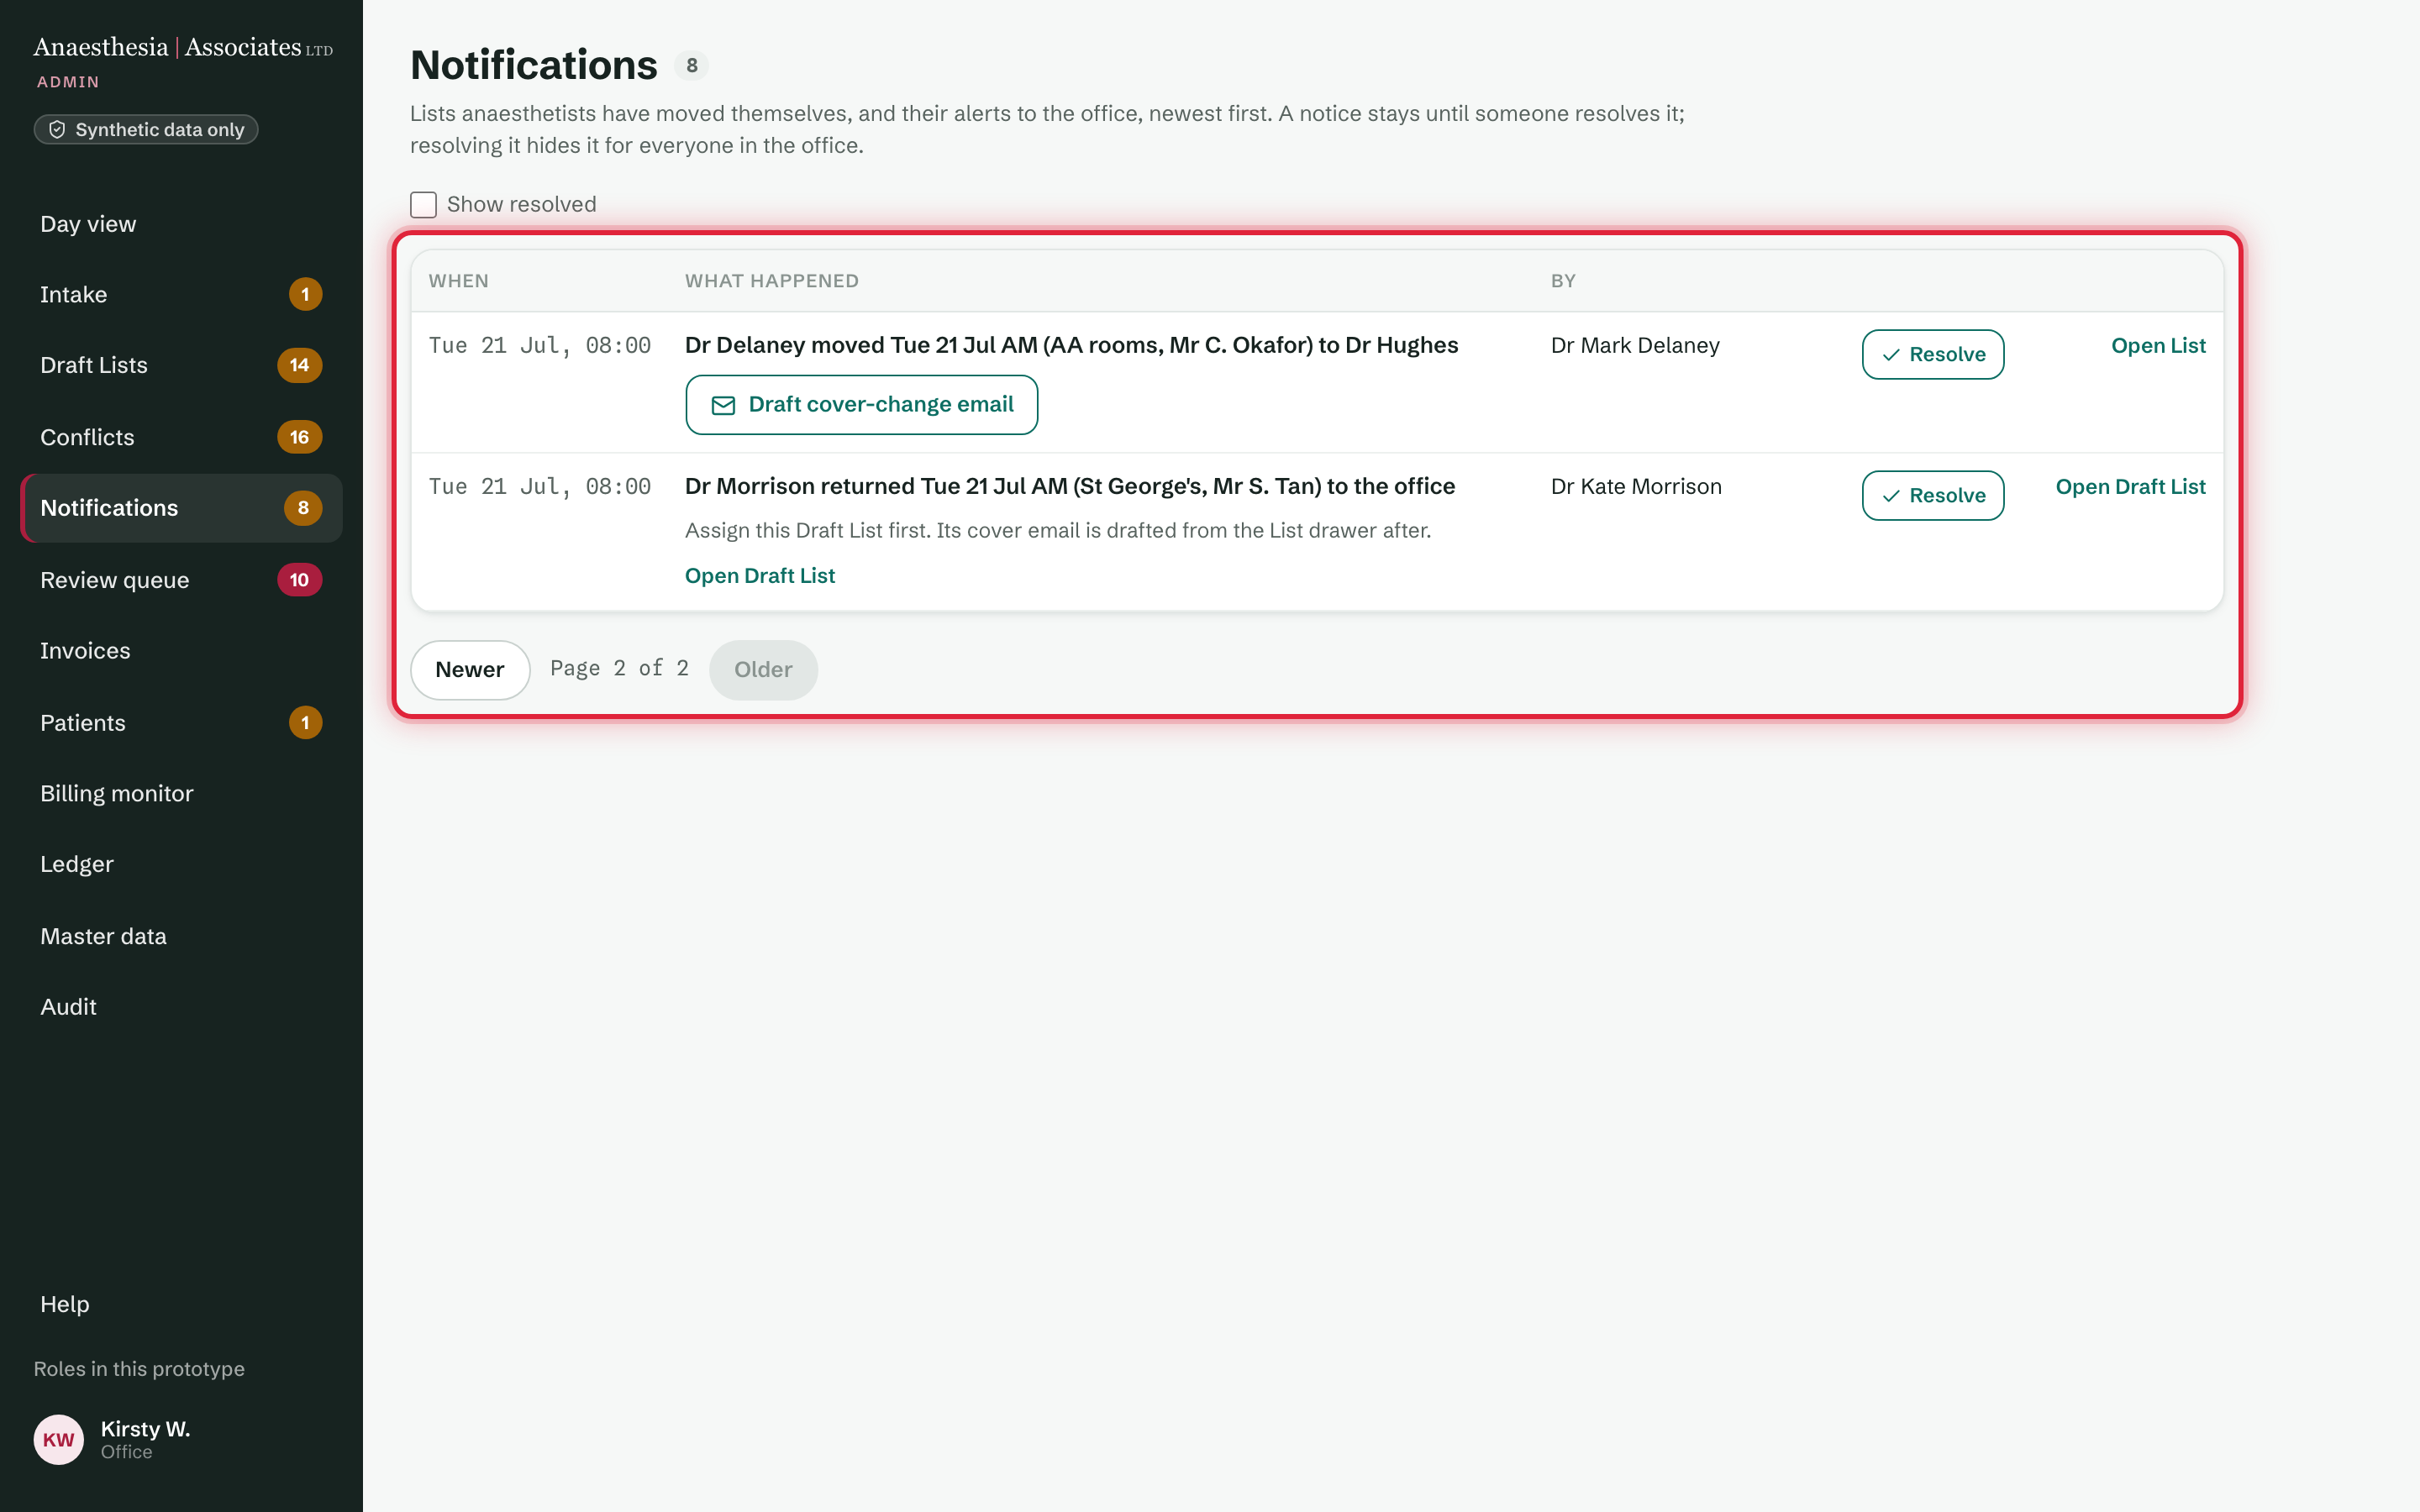 Anaesthesia | Associates LTD
ADMIN
Synthetic data only
Day view
Intake 1
Draft Lists 14
Conflicts 16
Notifications 8
Review queue 10
Invoices
Patients 1
Billing monitor
Ledger
Master data
Audit
Help
Roles in this prototype
KW
Kirsty W.
Office
Notifications 8
Lists anaesthetists have moved themselves, and their alerts to the office, newest first. A notice stays until someone resolves it;
resolving it hides it for everyone in the office.
Show resolved
WHEN WHAT HAPPENED BY
Tue 21 Jul, 08:00 Dr Delaney moved Tue 21 Jul AM (AA rooms, Mr C. Okafor) to Dr Hughes Dr Mark Delaney Resolve Open List
Draft cover-change email
Tue 21 Jul, 08:00 Dr Morrison returned Tue 21 Jul AM (St George's, Mr S. Tan) to the office Dr Kate Morrison Resolve Open Draft List
Assign this Draft List first. Its cover email is drafted from the List drawer after.
Open Draft List
Newer Page 2 of 2 Older